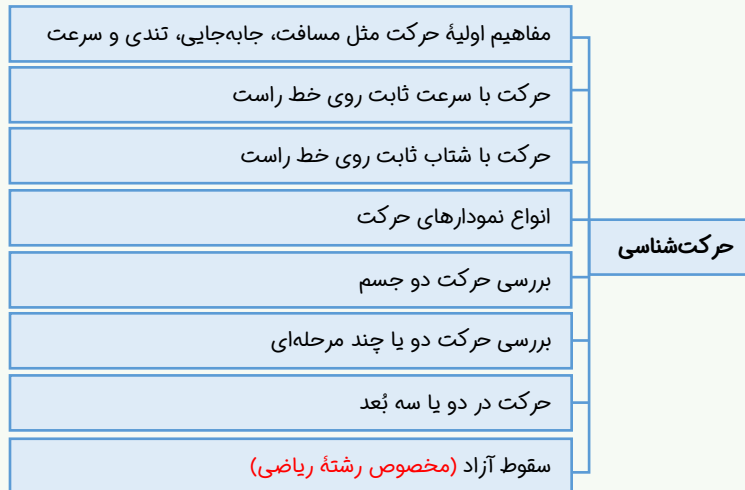 حرکت‌شناسی
مفاهیم اولیۀ حرکت مثل مسافت، جابه‌جایی، تندی و سرعت
حرکت با سرعت ثابت روی خط راست
حرکت با شتاب ثابت روی خط راست
انواع نمودارهای حرکت
بررسی حرکت دو جسم
بررسی حرکت دو یا چند مرحله‌ای
حرکت در دو یا سه بُعد
سقوط آزاد (مخصوص رشتۀ ریاضی)